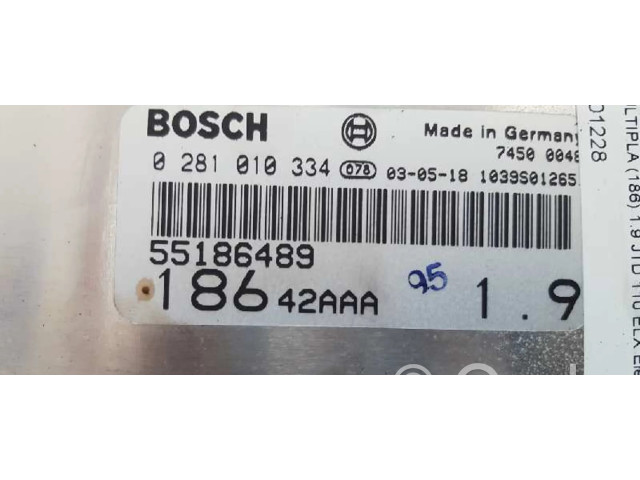 BOSCH
Made in Germany
7450 0048
0 281 010 334 078 03-05-18 1039S01265
55186489
186 42AAA 95 1.9
01228
(186) 1.9 JTD 110 ELX